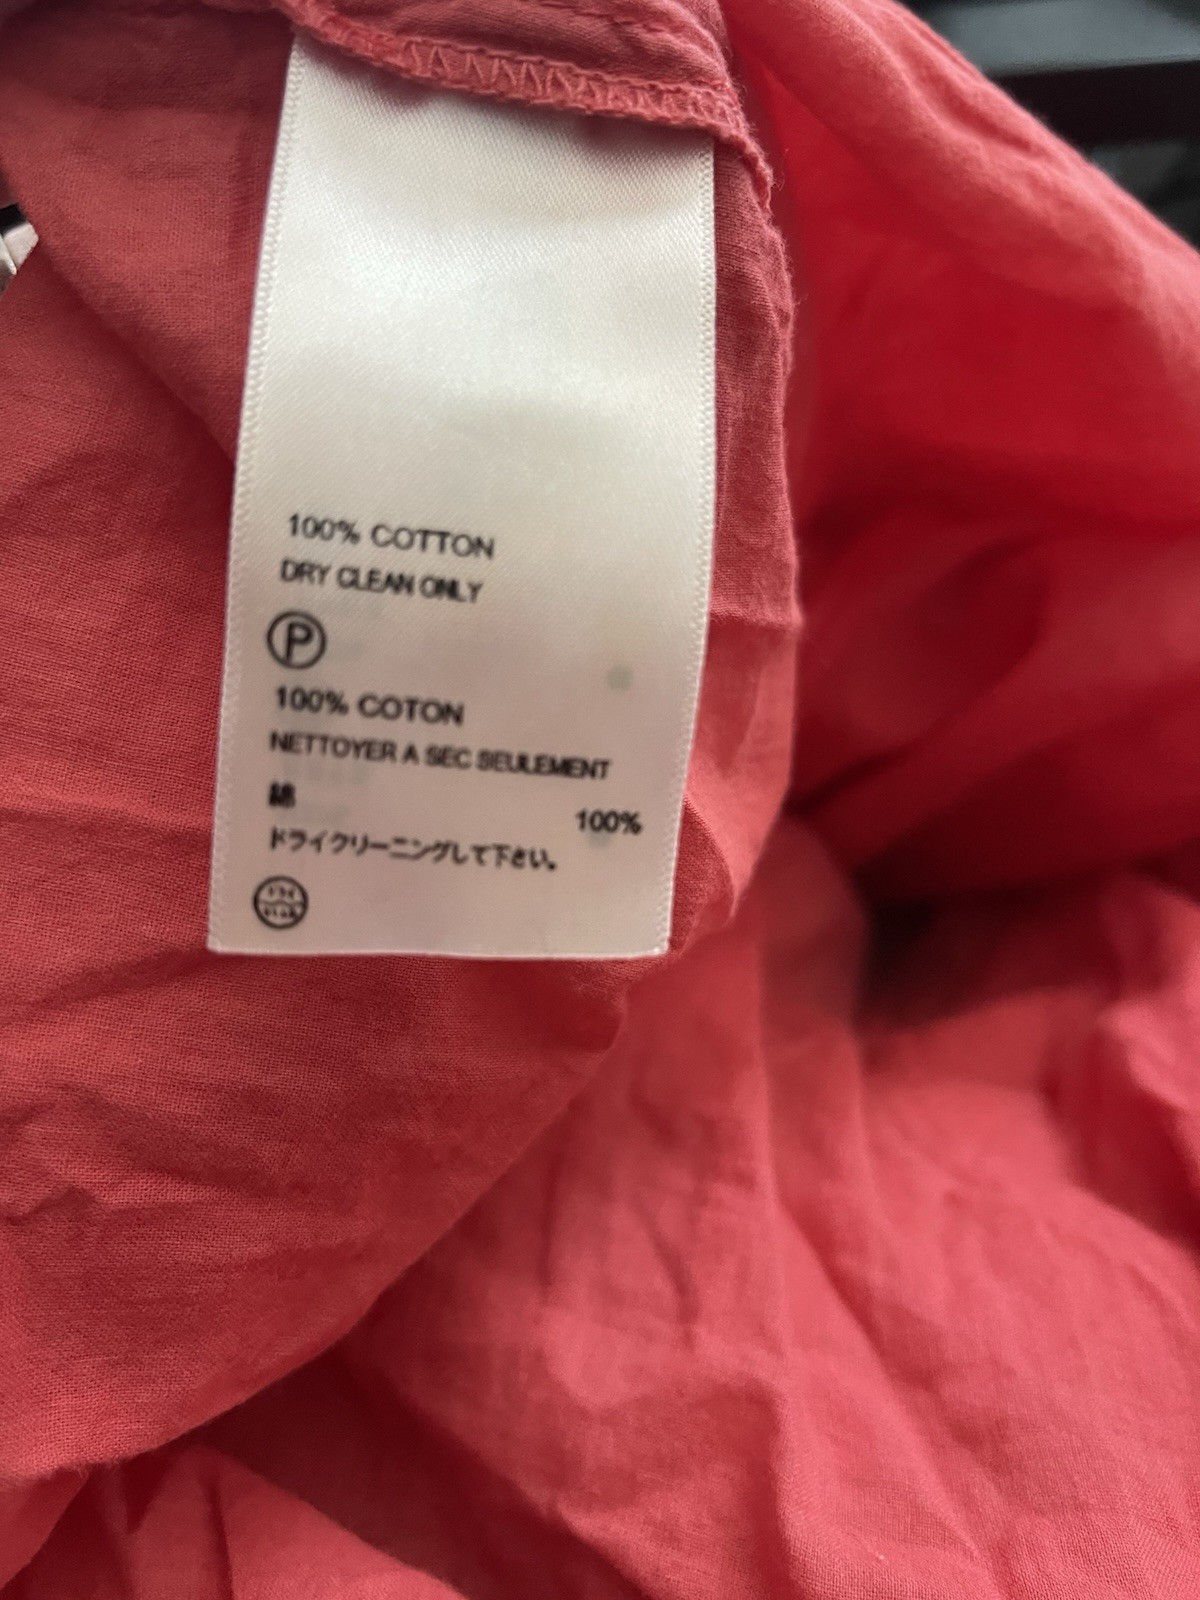 100% COTTON
DRY CLEAN ONLY
P
100% COTON
NETTOYER A SEC SEULEMENT
綿 100%
ドライクリーニングして下さい。